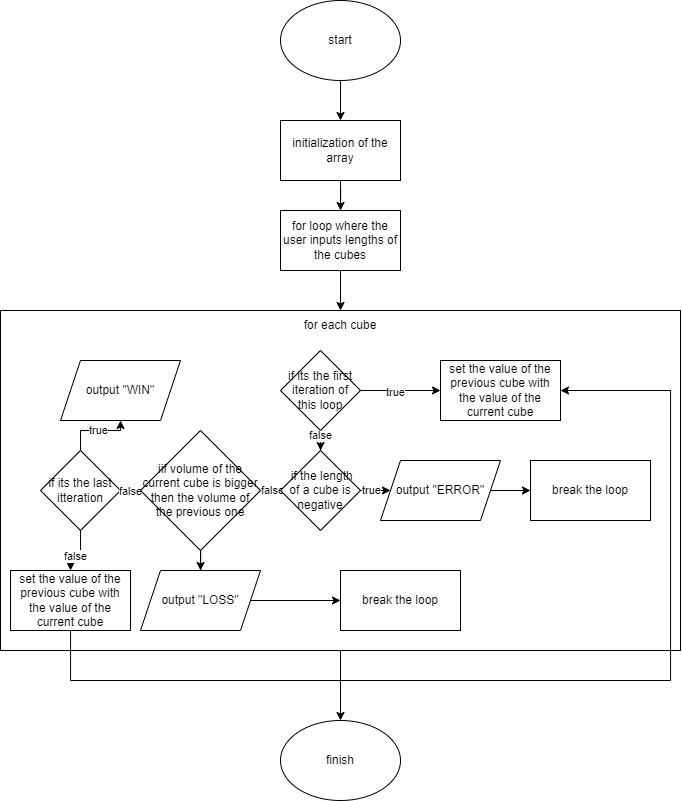 start
initialization of the
array
for loop where the
user inputs lengths of
the cubes
for each cube
if its the first
iteration of
this loop
true
set the value of the
previous cube with
the value of the
current cube
false
output "WIN"
true
if its the last
itteration
false
iif volume of the
current cube is bigger
then the volume of
the previous one
false
if the length
of a cube is
negative
true
output "ERROR"
break the loop
false
set the value of the
previous cube with
the value of the
current cube
output "LOSS"
break the loop
finish